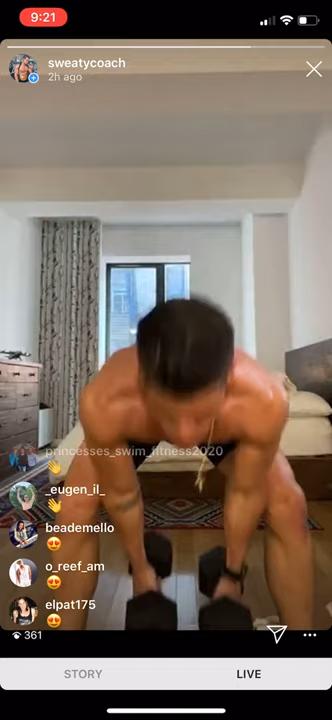 9:21
sweatycoach
2h ago
princesses_swim_fitness2020
👋
_eugen_il_
👋
beademello
😍
o_reef_am
😍
elpat175
😍
361
STORY
LIVE